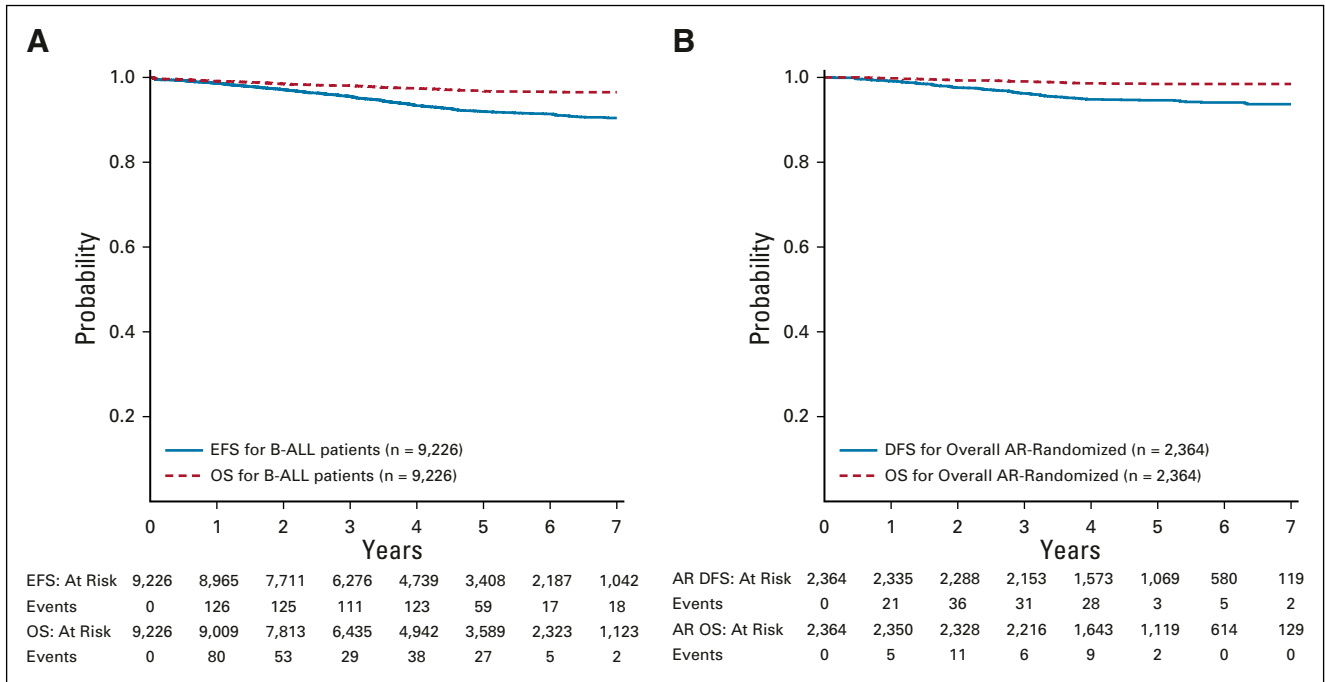 A
1.0
0.8
0.6
0.4
0.2
Probability
EFS for B-ALL patients (n = 9,226)
OS for B-ALL patients (n = 9,226)
0 1 2 3 4 5 6 7
Years
EFS: At Risk 9,226 8,965 7,711 6,276 4,739 3,408 2,187 1,042
Events 0 126 125 111 123 59 17 18
OS: At Risk 9,226 9,009 7,813 6,435 4,942 3,589 2,323 1,123
Events 0 80 53 29 38 27 5 2
B
1.0
0.8
0.6
0.4
0.2
Probability
DFS for Overall AR-Randomized (n = 2,364)
OS for Overall AR-Randomized (n = 2,364)
0 1 2 3 4 5 6 7
Years
AR DFS: At Risk 2,364 2,335 2,288 2,153 1,573 1,069 580 119
Events 0 21 36 31 28 3 5 2
AR OS: At Risk 2,364 2,350 2,328 2,216 1,643 1,119 614 129
Events 0 5 11 6 9 2 0 0